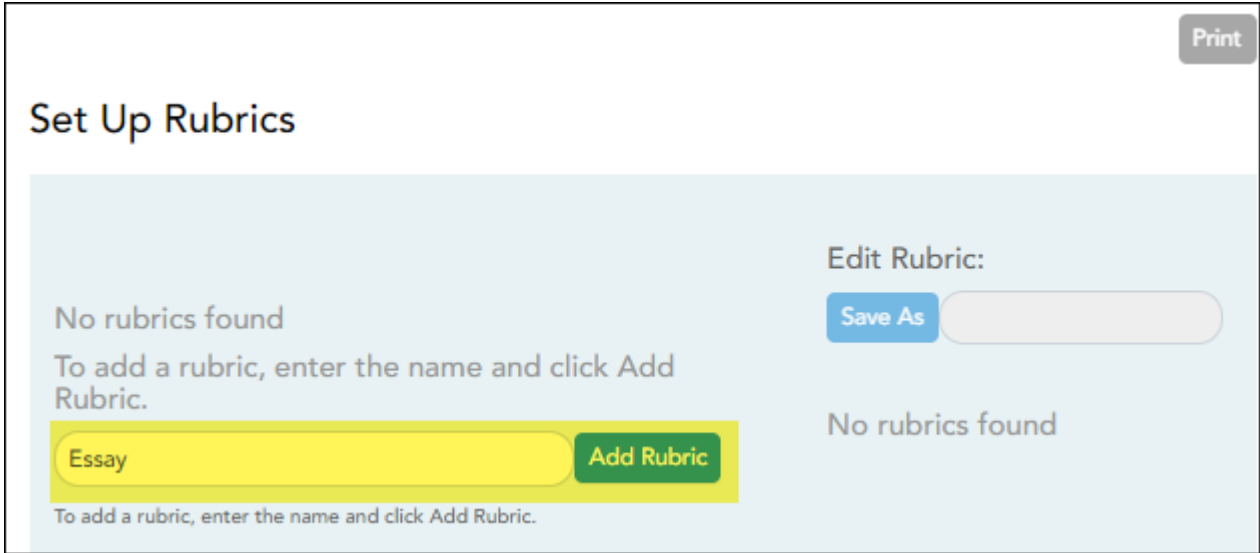 Print
Set Up Rubrics
No rubrics found
To add a rubric, enter the name and click Add
Rubric.
Essay
Add Rubric
To add a rubric, enter the name and click Add Rubric.
Edit Rubric:
Save As
No rubrics found